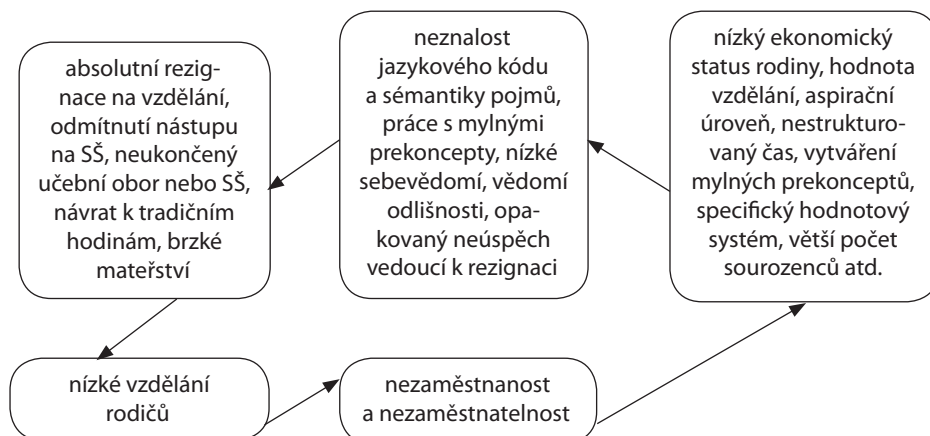 absolutní rezig-
nace na vzdělání,
odmítnutí nástupu
na SŠ, neukončený
učební obor nebo SŠ,
návrat k tradičním
hodinám, brzké
mateřství
neznalost
jazykového kódu
a sémantiky pojmů,
práce s mylnými
prekoncepty, nízké
sebevědomí, vědomí
odlišnosti, opa-
kovaný neúspěch
vedoucí k rezignaci
nízký ekonomický
status rodiny, hodnota
vzdělání, aspirační
úroveň, nestrukturo-
vaný čas, vytváření
mylných prekonceptů,
specifický hodnotový
systém, větší počet
sourozenců atd.
nízké vzdělání
rodičů
nezaměstnanost
a nezaměstnatelnost